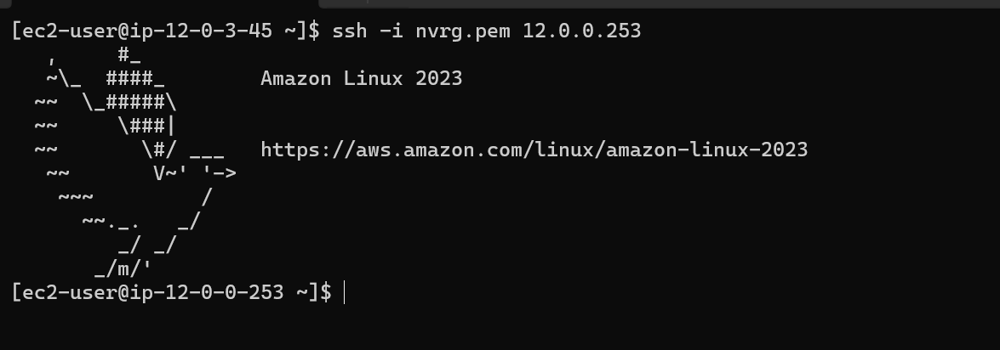 [ec2-user@ip-12-0-3-45 ~]$ ssh -i nvrg.pem 12.0.0.253
   ,     #_
   ~\_  ####_        Amazon Linux 2023
  ~~  \_#####\
  ~~     \###|
  ~~       \#/ ___   https://aws.amazon.com/linux/amazon-linux-2023
   ~~       V~' '->
    ~~~         /
      ~~._.   _/
         _/ _/
       _/m/'
[ec2-user@ip-12-0-0-253 ~]$